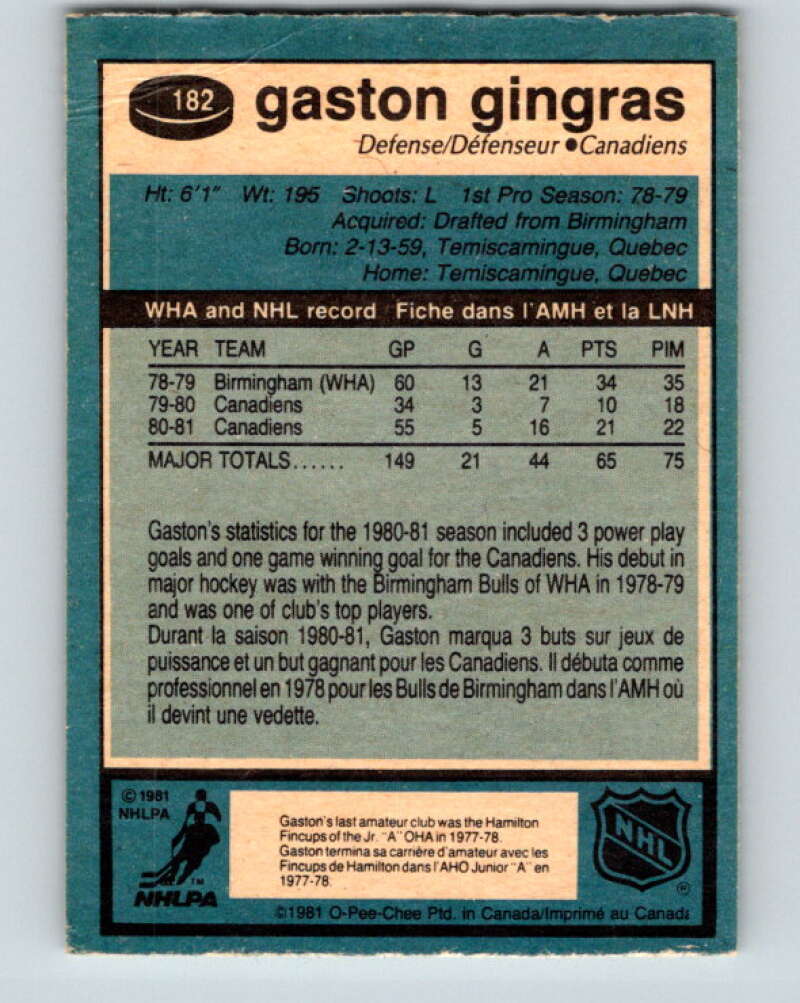 182
gaston gingras
Defense/Défenseur ● Canadiens
Ht: 6'1" Wt: 195 Shoots: L 1st Pro Season: 78-79
Acquired: Drafted from Birmingham
Born: 2-13-59, Temiscamingue, Quebec
Home: Temiscamingue, Quebec
WHA and NHL record Fiche dans l'AMH et la LNH
YEAR TEAM GP G A PTS PIM
78-79 Birmingham (WHA) 60 13 21 34 35
79-80 Canadiens 34 3 7 10 18
80-81 Canadiens 55 5 16 21 22
MAJOR TOTALS...... 149 21 44 65 75
Gaston's statistics for the 1980-81 season included 3 power play
goals and one game winning goal for the Canadiens. His debut in
major hockey was with the Birmingham Bulls of WHA in 1978-79
and was one of club's top players.
Durant la saison 1980-81, Gaston marqua 3 buts sur jeux de
puissance et un but gagnant pour les Canadiens. Il débuta comme
professionnel en 1978 pour les Bulls de Birmingham dans l'AMH où
il devint une vedette.
© 1981
NHLPA
TM
NHLPA
Gaston's last amateur club was the Hamilton
Fincups of the Jr. "A" OHA in 1977-78.
Gaston termina sa carrière d'amateur avec les
Fincups de Hamilton dans l'AHO Junior "A" en
1977-78.
NHL
®
©1981 O-Pee-Chee Ptd. in Canada/Imprimé au Canada